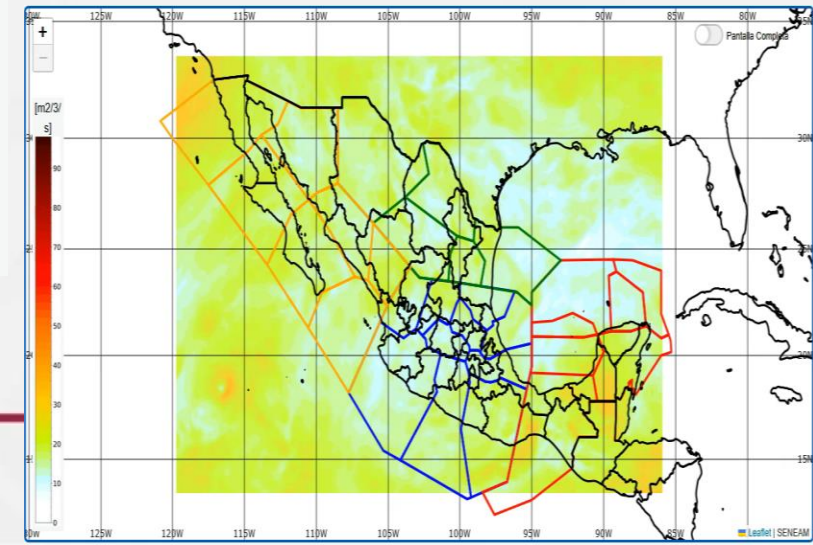 125W 120W 115W 110W 105W 100W 95W 90W 85W 80W
+
Pantalla Completa
−
[m2/3/
s]
90
30N
80
70
25N
60
50
40
20N
30
20
10
15N
0
125W 120W 115W 110W 105W 100W 95W 90W 85W 80W
Leaflet | SENEAM